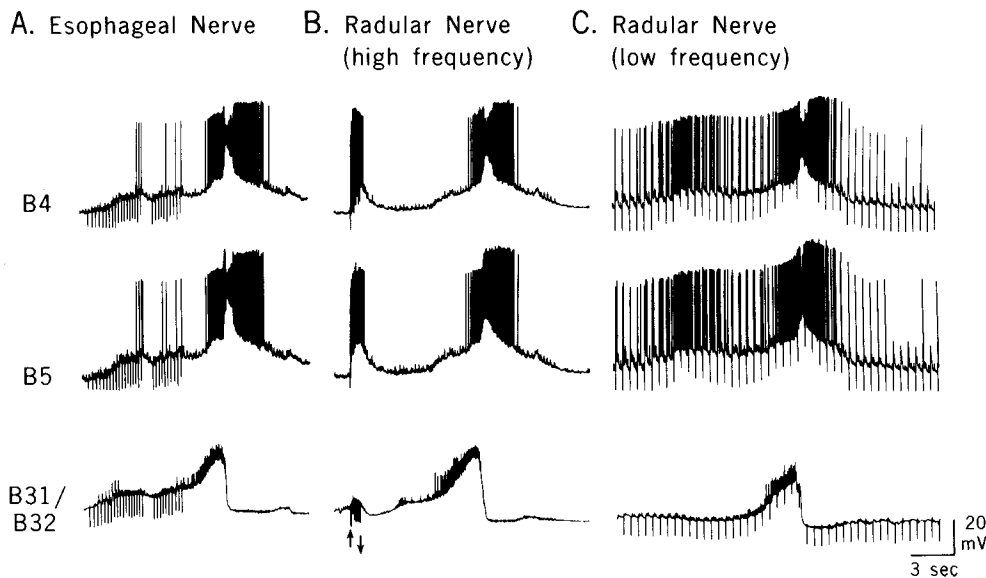 A. Esophageal Nerve
B. Radular Nerve
(high frequency)
C. Radular Nerve
(low frequency)
B4
B5
B31/
B32
20
mV
3 sec